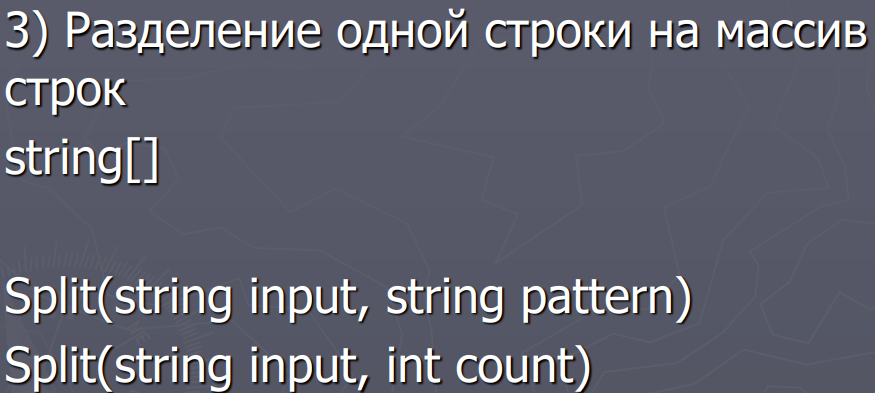 3) Разделение одной строки на массив
строк
string[]
Split(string input, string pattern)
Split(string input, int count)